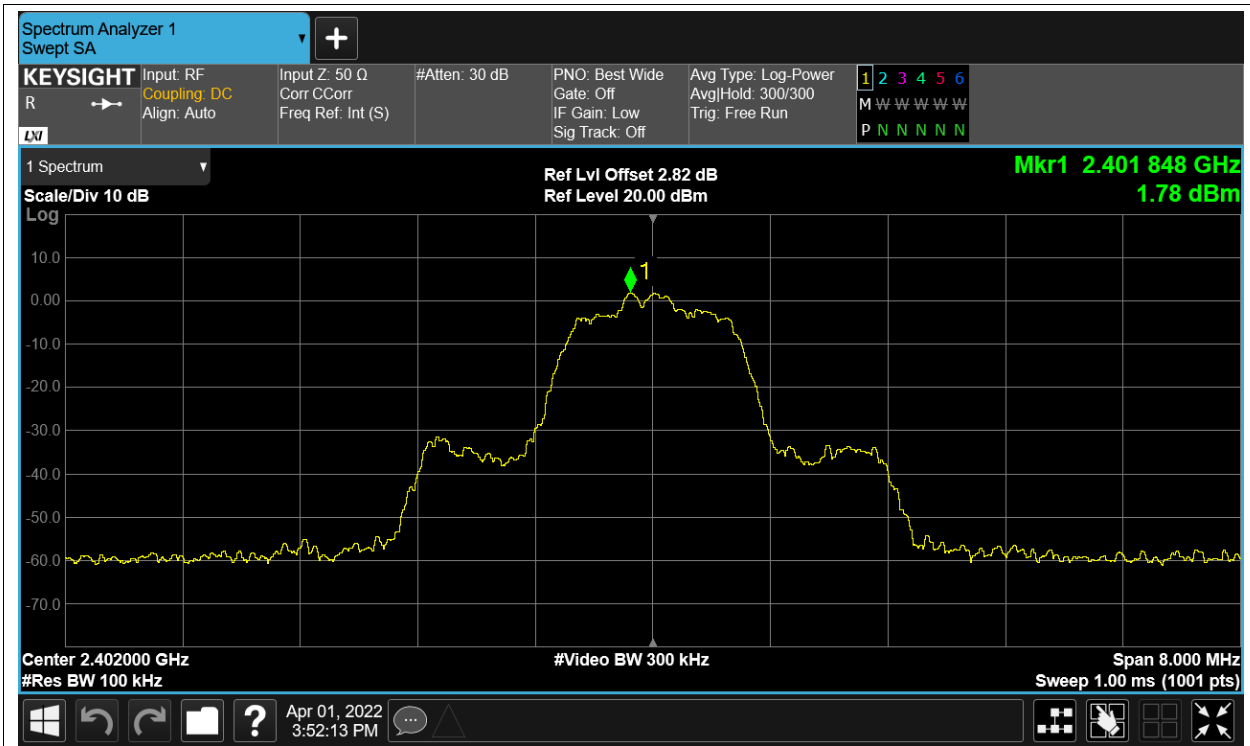 Spectrum Analyzer 1
Swept SA
+
KEYSIGHT
R
LXI
Input: RF
Coupling: DC
Align: Auto
Input Z: 50 Ω
Corr CCorr
Freq Ref: Int (S)
#Atten: 30 dB
PNO: Best Wide
Gate: Off
IF Gain: Low
Sig Track: Off
Avg Type: Log-Power
Avg|Hold: 300/300
Trig: Free Run
1 2 3 4 5 6
M W W W W W W
P N N N N N
1 Spectrum
Scale/Div 10 dB
Ref Lvl Offset 2.82 dB
Ref Level 20.00 dBm
Mkr1 2.401 848 GHz
1.78 dBm
Log
10.0
0.00
-10.0
-20.0
-30.0
-40.0
-50.0
-60.0
-70.0
1
Center 2.402000 GHz
#Res BW 100 kHz
#Video BW 300 kHz
Span 8.000 MHz
Sweep 1.00 ms (1001 pts)
?
Apr 01, 2022
3:52:13 PM